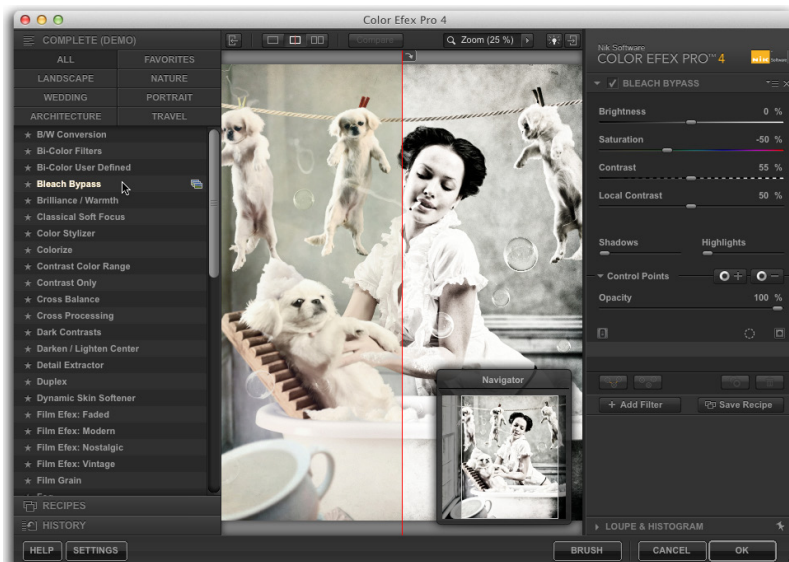 Color Efex Pro 4
COMPLETE (DEMO)
ALL
FAVORITES
LANDSCAPE
NATURE
WEDDING
PORTRAIT
ARCHITECTURE
TRAVEL
B/W Conversion
Bi-Color Filters
Bi-Color User Defined
Bleach Bypass
Brilliance / Warmth
Classical Soft Focus
Color Stylizer
Colorize
Contrast Color Range
Contrast Only
Cross Balance
Cross Processing
Dark Contrasts
Darken / Lighten Center
Detail Extractor
Duplex
Dynamic Skin Softener
Film Efex: Faded
Film Efex: Modern
Film Efex: Nostalgic
Film Efex: Vintage
Film Grain
RECIPES
HISTORY
HELP
SETTINGS
Compare
Zoom (25 %)
Navigator
Nik Software
COLOR EFEX PRO™ 4
nik Software
BLEACH BYPASS
Brightness 0 %
Saturation -50 %
Contrast 55 %
Local Contrast 50 %
Shadows
Highlights
Control Points
Opacity 100 %
+ Add Filter
Save Recipe
LOUPE & HISTOGRAM
BRUSH
CANCEL
OK